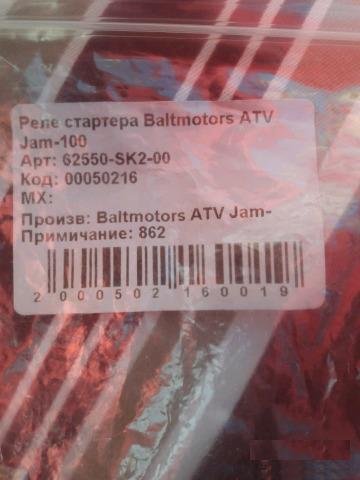 Реле стартера Baltmotors ATV
Jam-100
Арт: 62550-SK2-00
Код: 00050216
МХ:
Произв: Baltmotors ATV Jam-
Примичание: 862
2 000502 160019